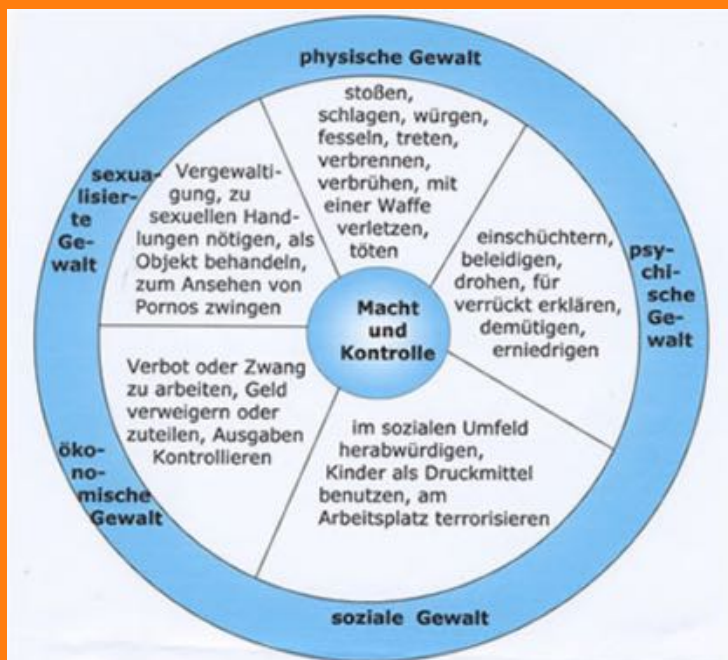 physische Gewalt
stoßen,
schlagen, würgen,
fesseln, treten,
verbrennen,
verbrühen, mit
einer Waffe
verletzen,
töten
psy-
chi-
sche
Ge-
walt
einschüchtern,
beleidigen,
drohen, für
verrückt erklären,
demütigen,
erniedrigen
soziale Gewalt
im sozialen Umfeld
herabwürdigen,
Kinder als Druckmittel
benutzen, am
Arbeitsplatz terrorisieren
öko-
no-
mische
Gewalt
Verbot oder Zwang
zu arbeiten, Geld
verweigern oder
zuteilen, Ausgaben
Kontrollieren
sexua-
lisier-
te
Ge-
walt
Vergewalti-
gung, zu
sexuellen Hand-
lungen nötigen, als
Objekt behandeln,
zum Ansehen von
Pornos zwingen
Macht
und
Kontrolle